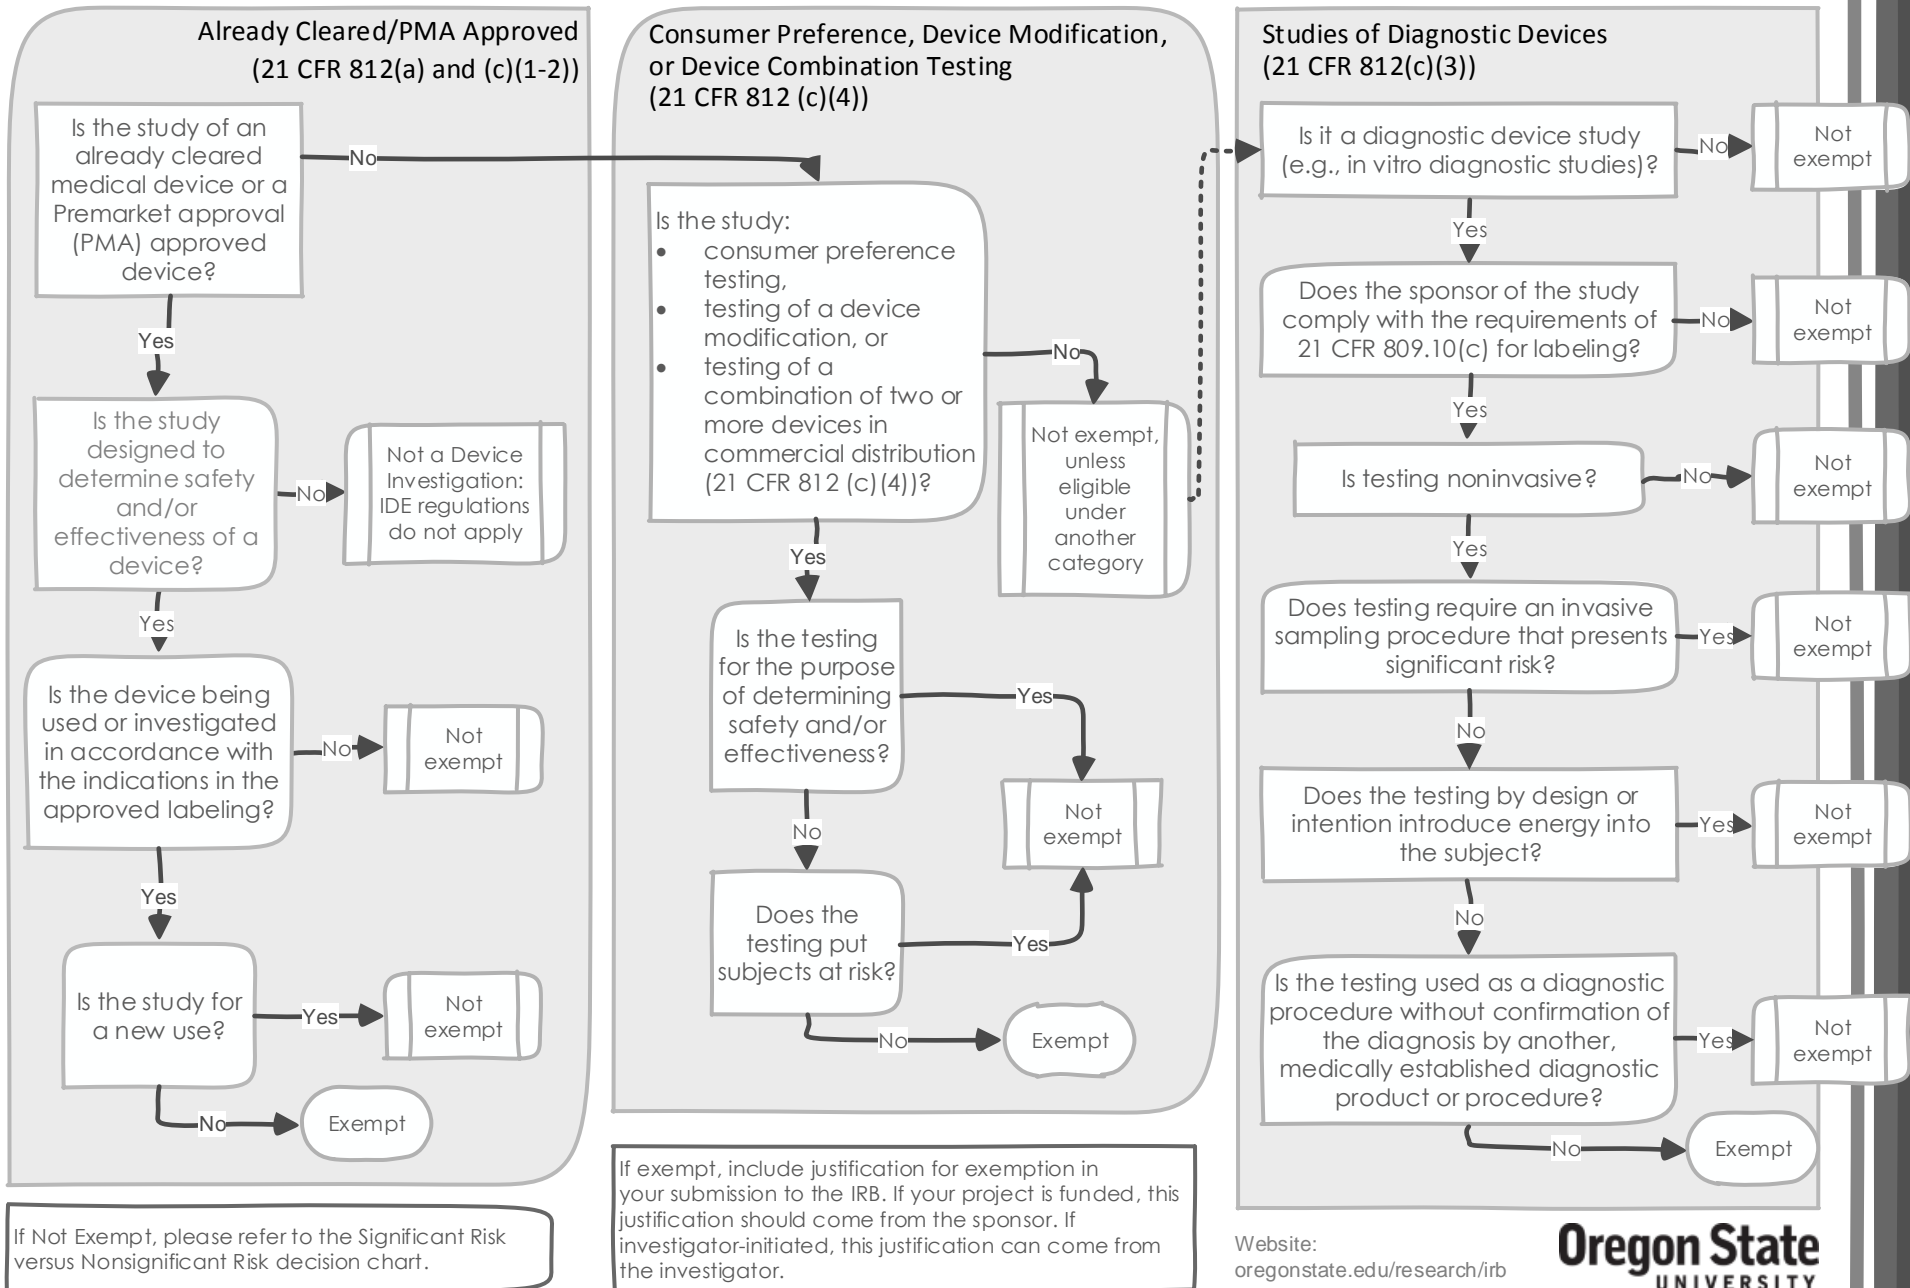 Already Cleared/PMA Approved
(21 CFR 812(a) and (c)(1-2))
Is the study of an
already cleared
medical device or a
Premarket approval
(PMA) approved
device?
No
Yes
Is the study
designed to
determine safety
and/or
effectiveness of a
device?
No
Not a Device
Investigation:
IDE regulations
do not apply
Yes
Is the device being
used or investigated
in accordance with
the indications in the
approved labeling?
No
Not
exempt
Yes
Is the study for
a new use?
Yes
Not
exempt
No
Exempt
If Not Exempt, please refer to the Significant Risk
versus Nonsignificant Risk decision chart.
Consumer Preference, Device Modification,
or Device Combination Testing
(21 CFR 812 (c)(4))
Is the study:
• consumer preference
testing,
• testing of a device
modification, or
• testing of a
combination of two or
more devices in
commercial distribution
(21 CFR 812 (c)(4))?
No
Not exempt,
unless
eligible
under
another
category
Yes
Is the testing
for the purpose
of determining
safety and/or
effectiveness?
Yes
Not
exempt
No
Does the
testing put
subjects at risk?
Yes
No
Exempt
If exempt, include justification for exemption in
your submission to the IRB. If your project is funded, this
justification should come from the sponsor. If
investigator-initiated, this justification can come from
the investigator.
Studies of Diagnostic Devices
(21 CFR 812(c)(3))
Is it a diagnostic device study
(e.g., in vitro diagnostic studies)?
No
Not
exempt
Yes
Does the sponsor of the study
comply with the requirements of
21 CFR 809.10(c) for labeling?
No
Not
exempt
Yes
Is testing noninvasive?
No
Not
exempt
Yes
Does testing require an invasive
sampling procedure that presents
significant risk?
Yes
Not
exempt
No
Does the testing by design or
intention introduce energy into
the subject?
Yes
Not
exempt
No
Is the testing used as a diagnostic
procedure without confirmation of
the diagnosis by another,
medically established diagnostic
product or procedure?
Yes
Not
exempt
No
Exempt
Website:
oregonstate.edu/research/irb
Oregon State
UNIVERSITY